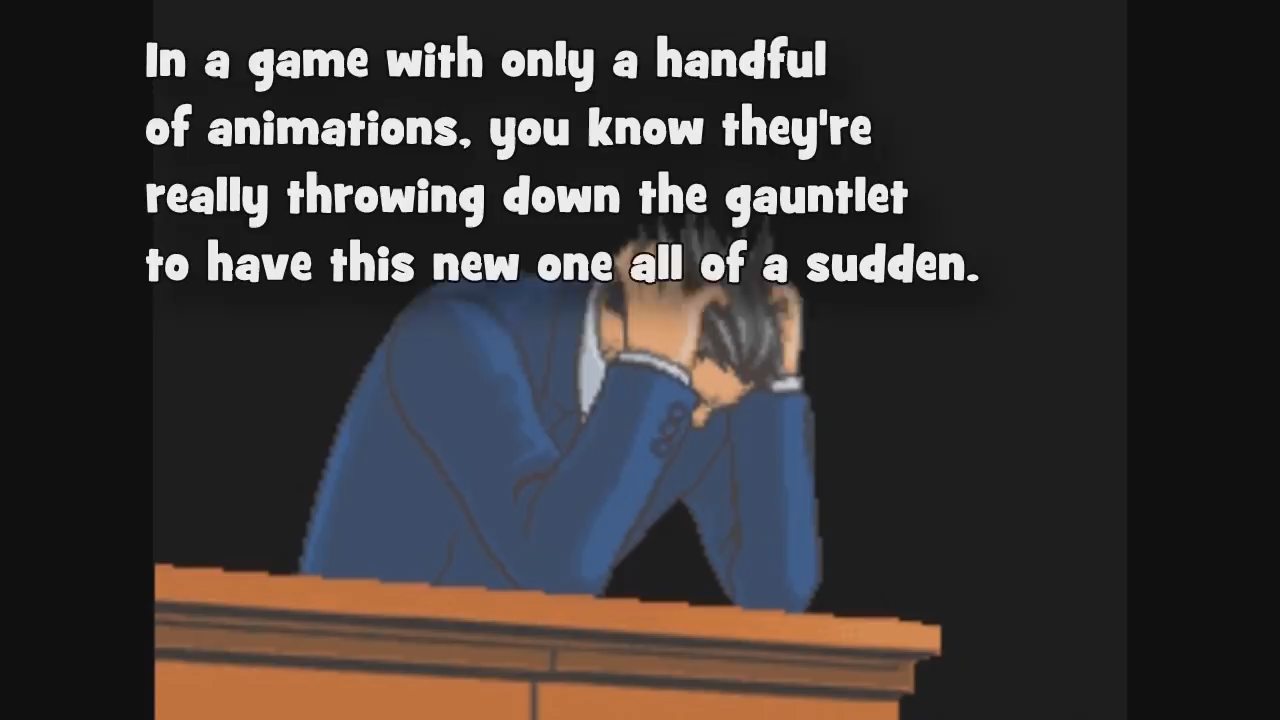 In a game with only a handful
of animations, you know they're
really throwing down the gauntlet
to have this new one all of a sudden.